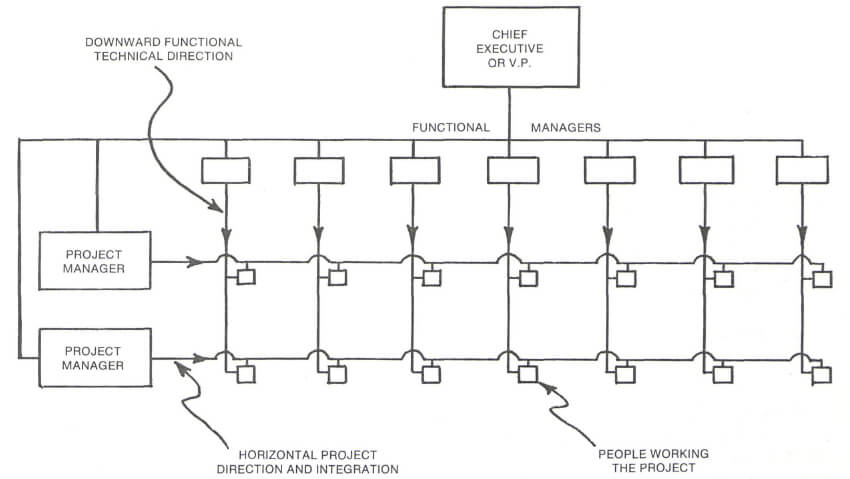 CHIEF
EXECUTIVE
OR V.P.
DOWNWARD FUNCTIONAL
TECHNICAL DIRECTION
FUNCTIONAL MANAGERS
PROJECT
MANAGER
PROJECT
MANAGER
HORIZONTAL PROJECT
DIRECTION AND INTEGRATION
PEOPLE WORKING
THE PROJECT